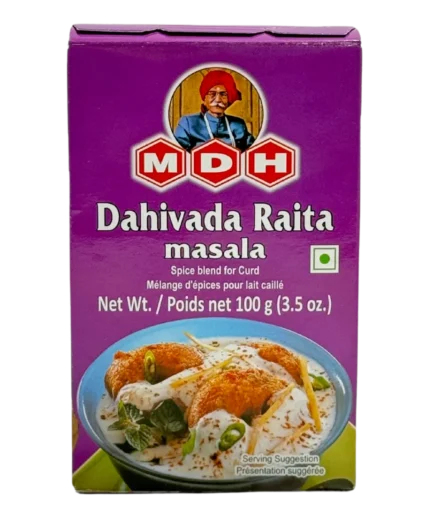 MDH
Dahivada Raita
masala
Spice blend for Curd
Mélange d'épices pour lait caillé
Net Wt. / Poids net 100 g (3.5 oz.)
Serving Suggestion
Présentation suggérée